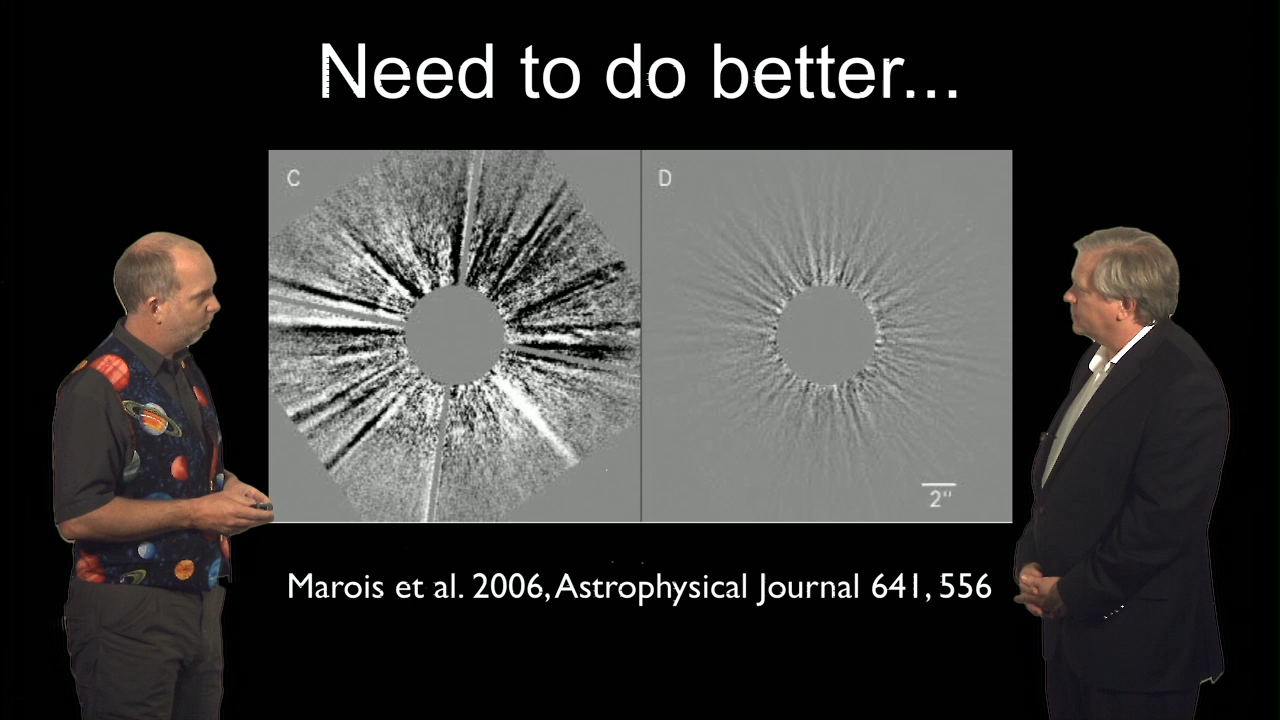 Need to do better...
C
D
2"
Marois et al. 2006, Astrophysical Journal 641, 556